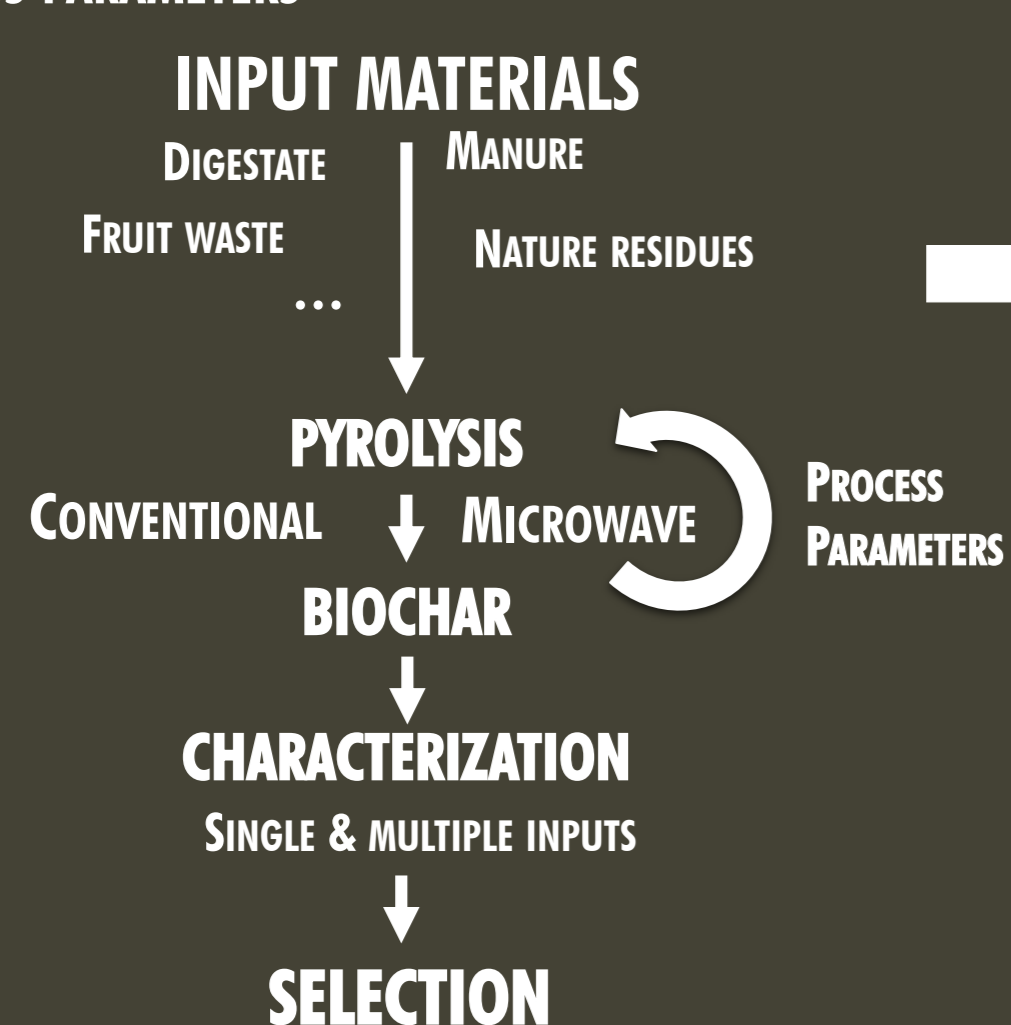 PARAMETERS
INPUT MATERIALS
DIGESTATE
MANURE
FRUIT WASTE
NATURE RESIDUES
...
PYROLYSIS
CONVENTIONAL
MICROWAVE
PROCESS
PARAMETERS
BIOCHAR
CHARACTERIZATION
SINGLE & MULTIPLE INPUTS
SELECTION